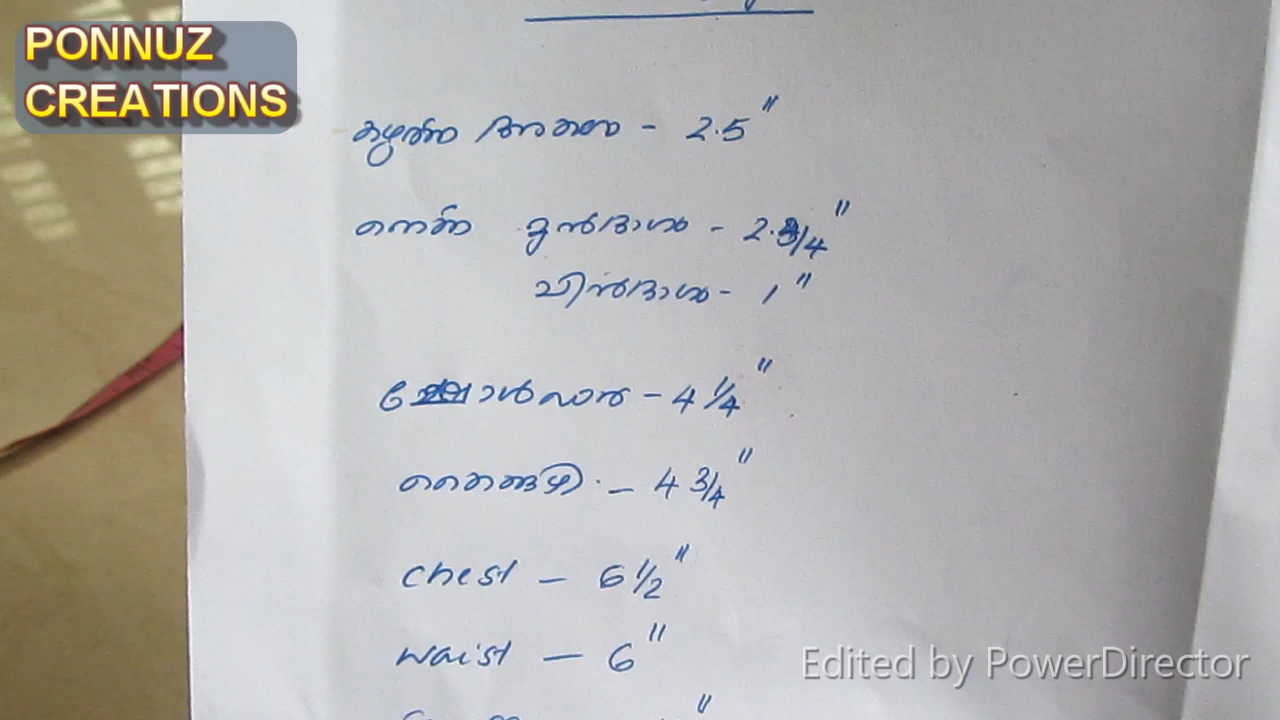 PONNUZ
CREATIONS
കഴുത്ത് അകലം - 2.5"
നെക്ക് മുൻഭാഗം - 2.3/4"
പിൻഭാഗം - 1"
ഷോൾഡർ - 4 1/4"
കൈക്കുഴി - 4 3/4"
chest - 6 1/2"
waist - 6"
Edited by PowerDirector